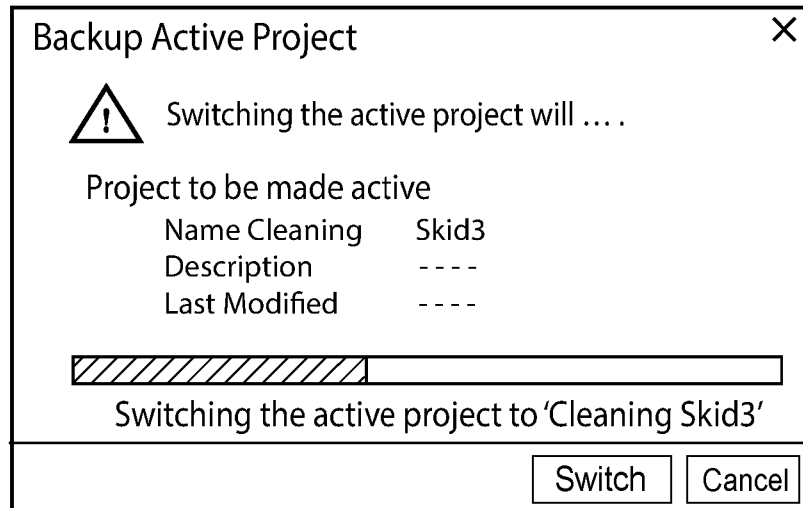 Backup Active Project
Switching the active project will ... .
Project to be made active
Name Cleaning Skid3
Description ----
Last Modified ----
Switching the active project to 'Cleaning Skid3'
Switch Cancel